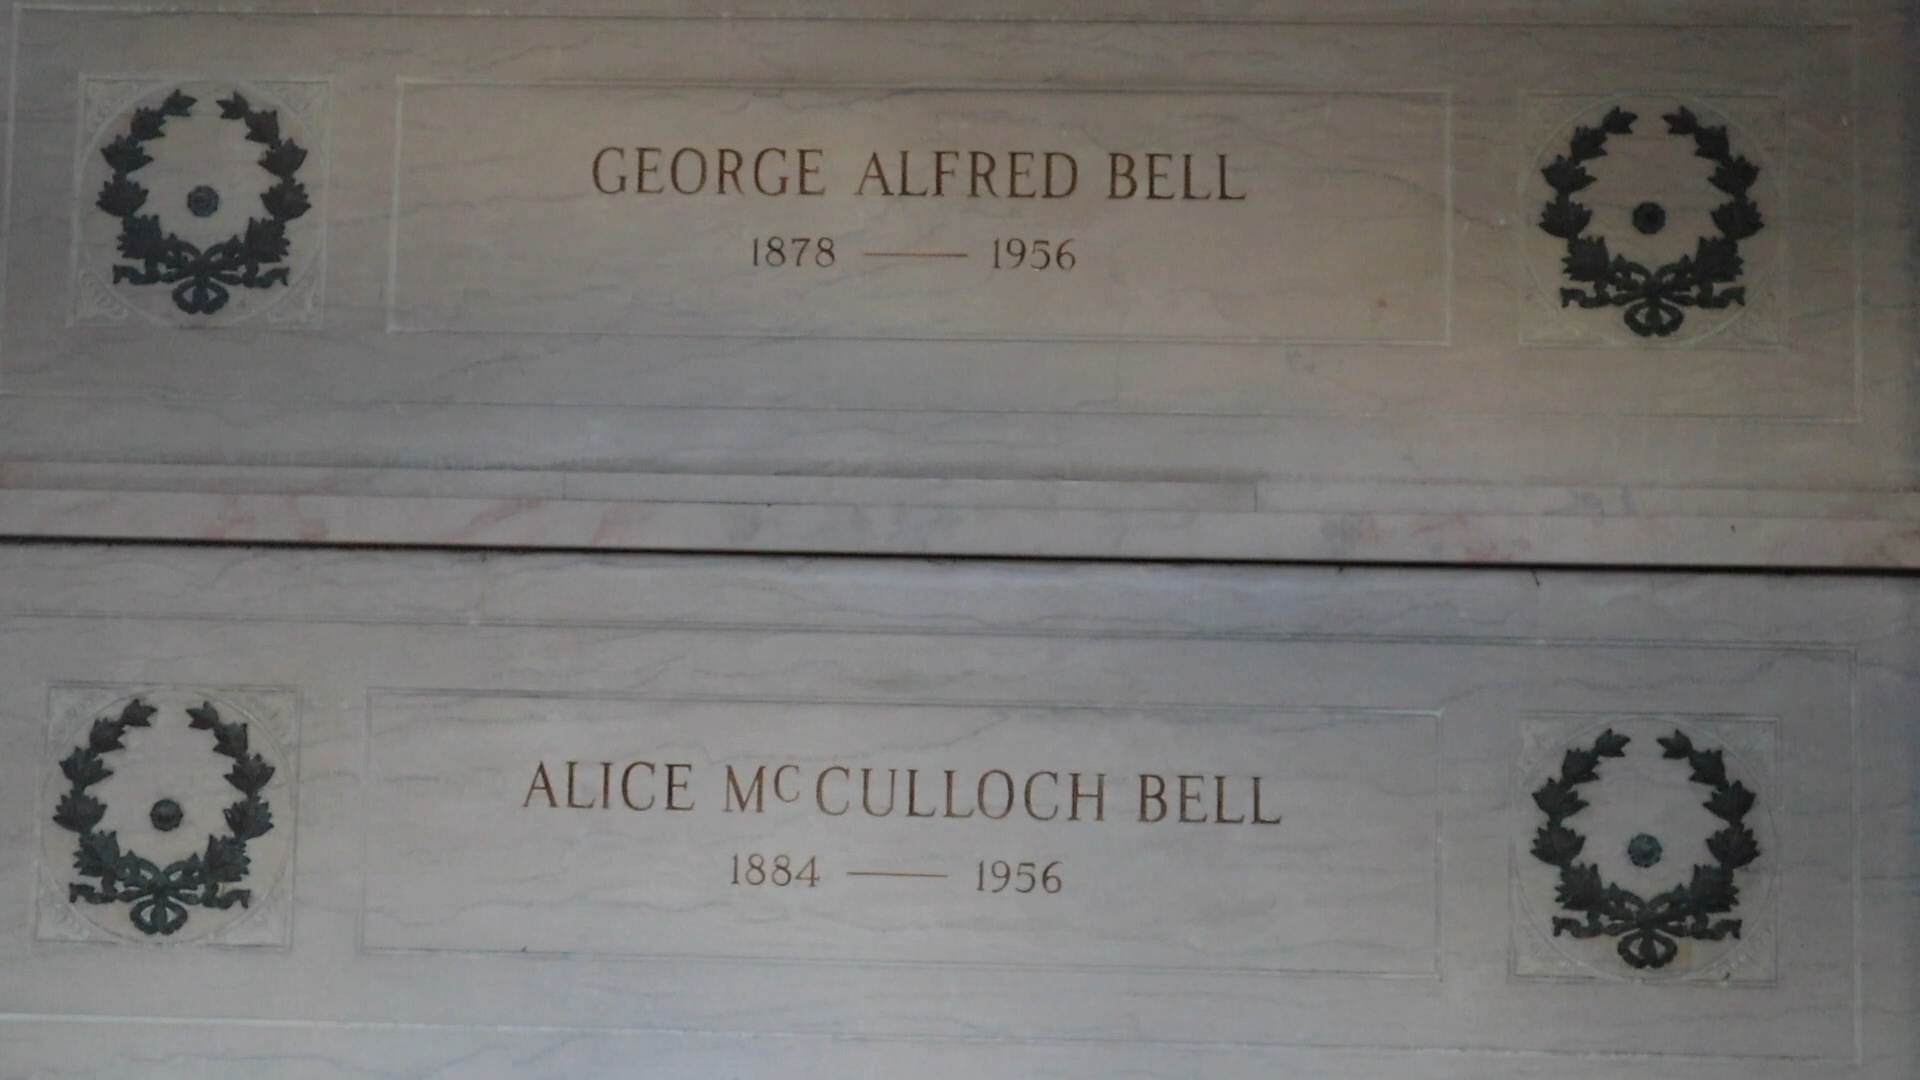 GEORGE ALFRED BELL
1878 — 1956
ALICE McCULLOCH BELL
1884 — 1956